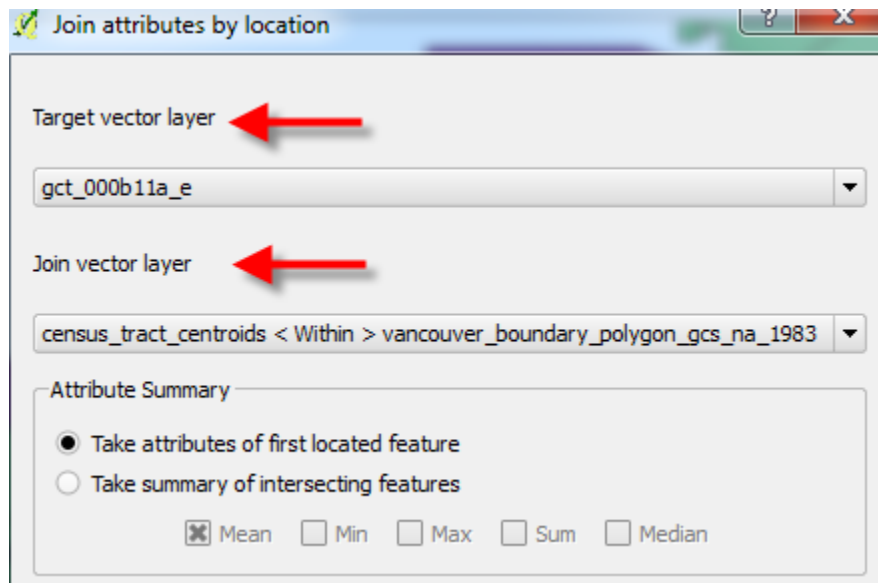 Join attributes by location
?
Target vector layer
gct_000b11a_e
Join vector layer
census_tract_centroids < Within > vancouver_boundary_polygon_gcs_na_1983
Attribute Summary
Take attributes of first located feature
Take summary of intersecting features
Mean Min Max Sum Median